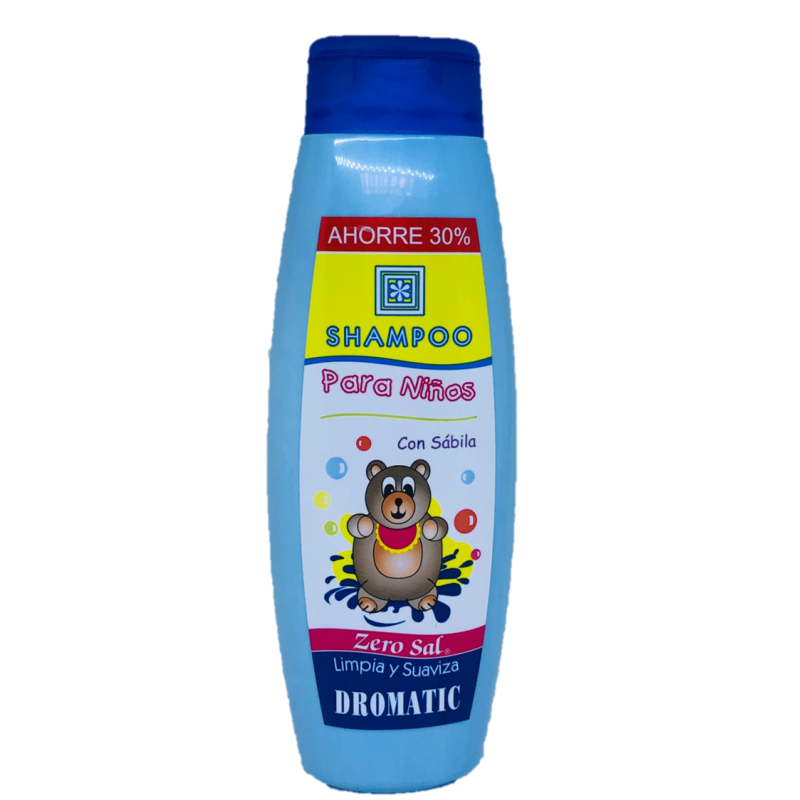 AHORRE 30%
SHAMPOO
Para Niños
Con Sábila
Zero Sal®
Limpia y Suaviza
DROMATIC